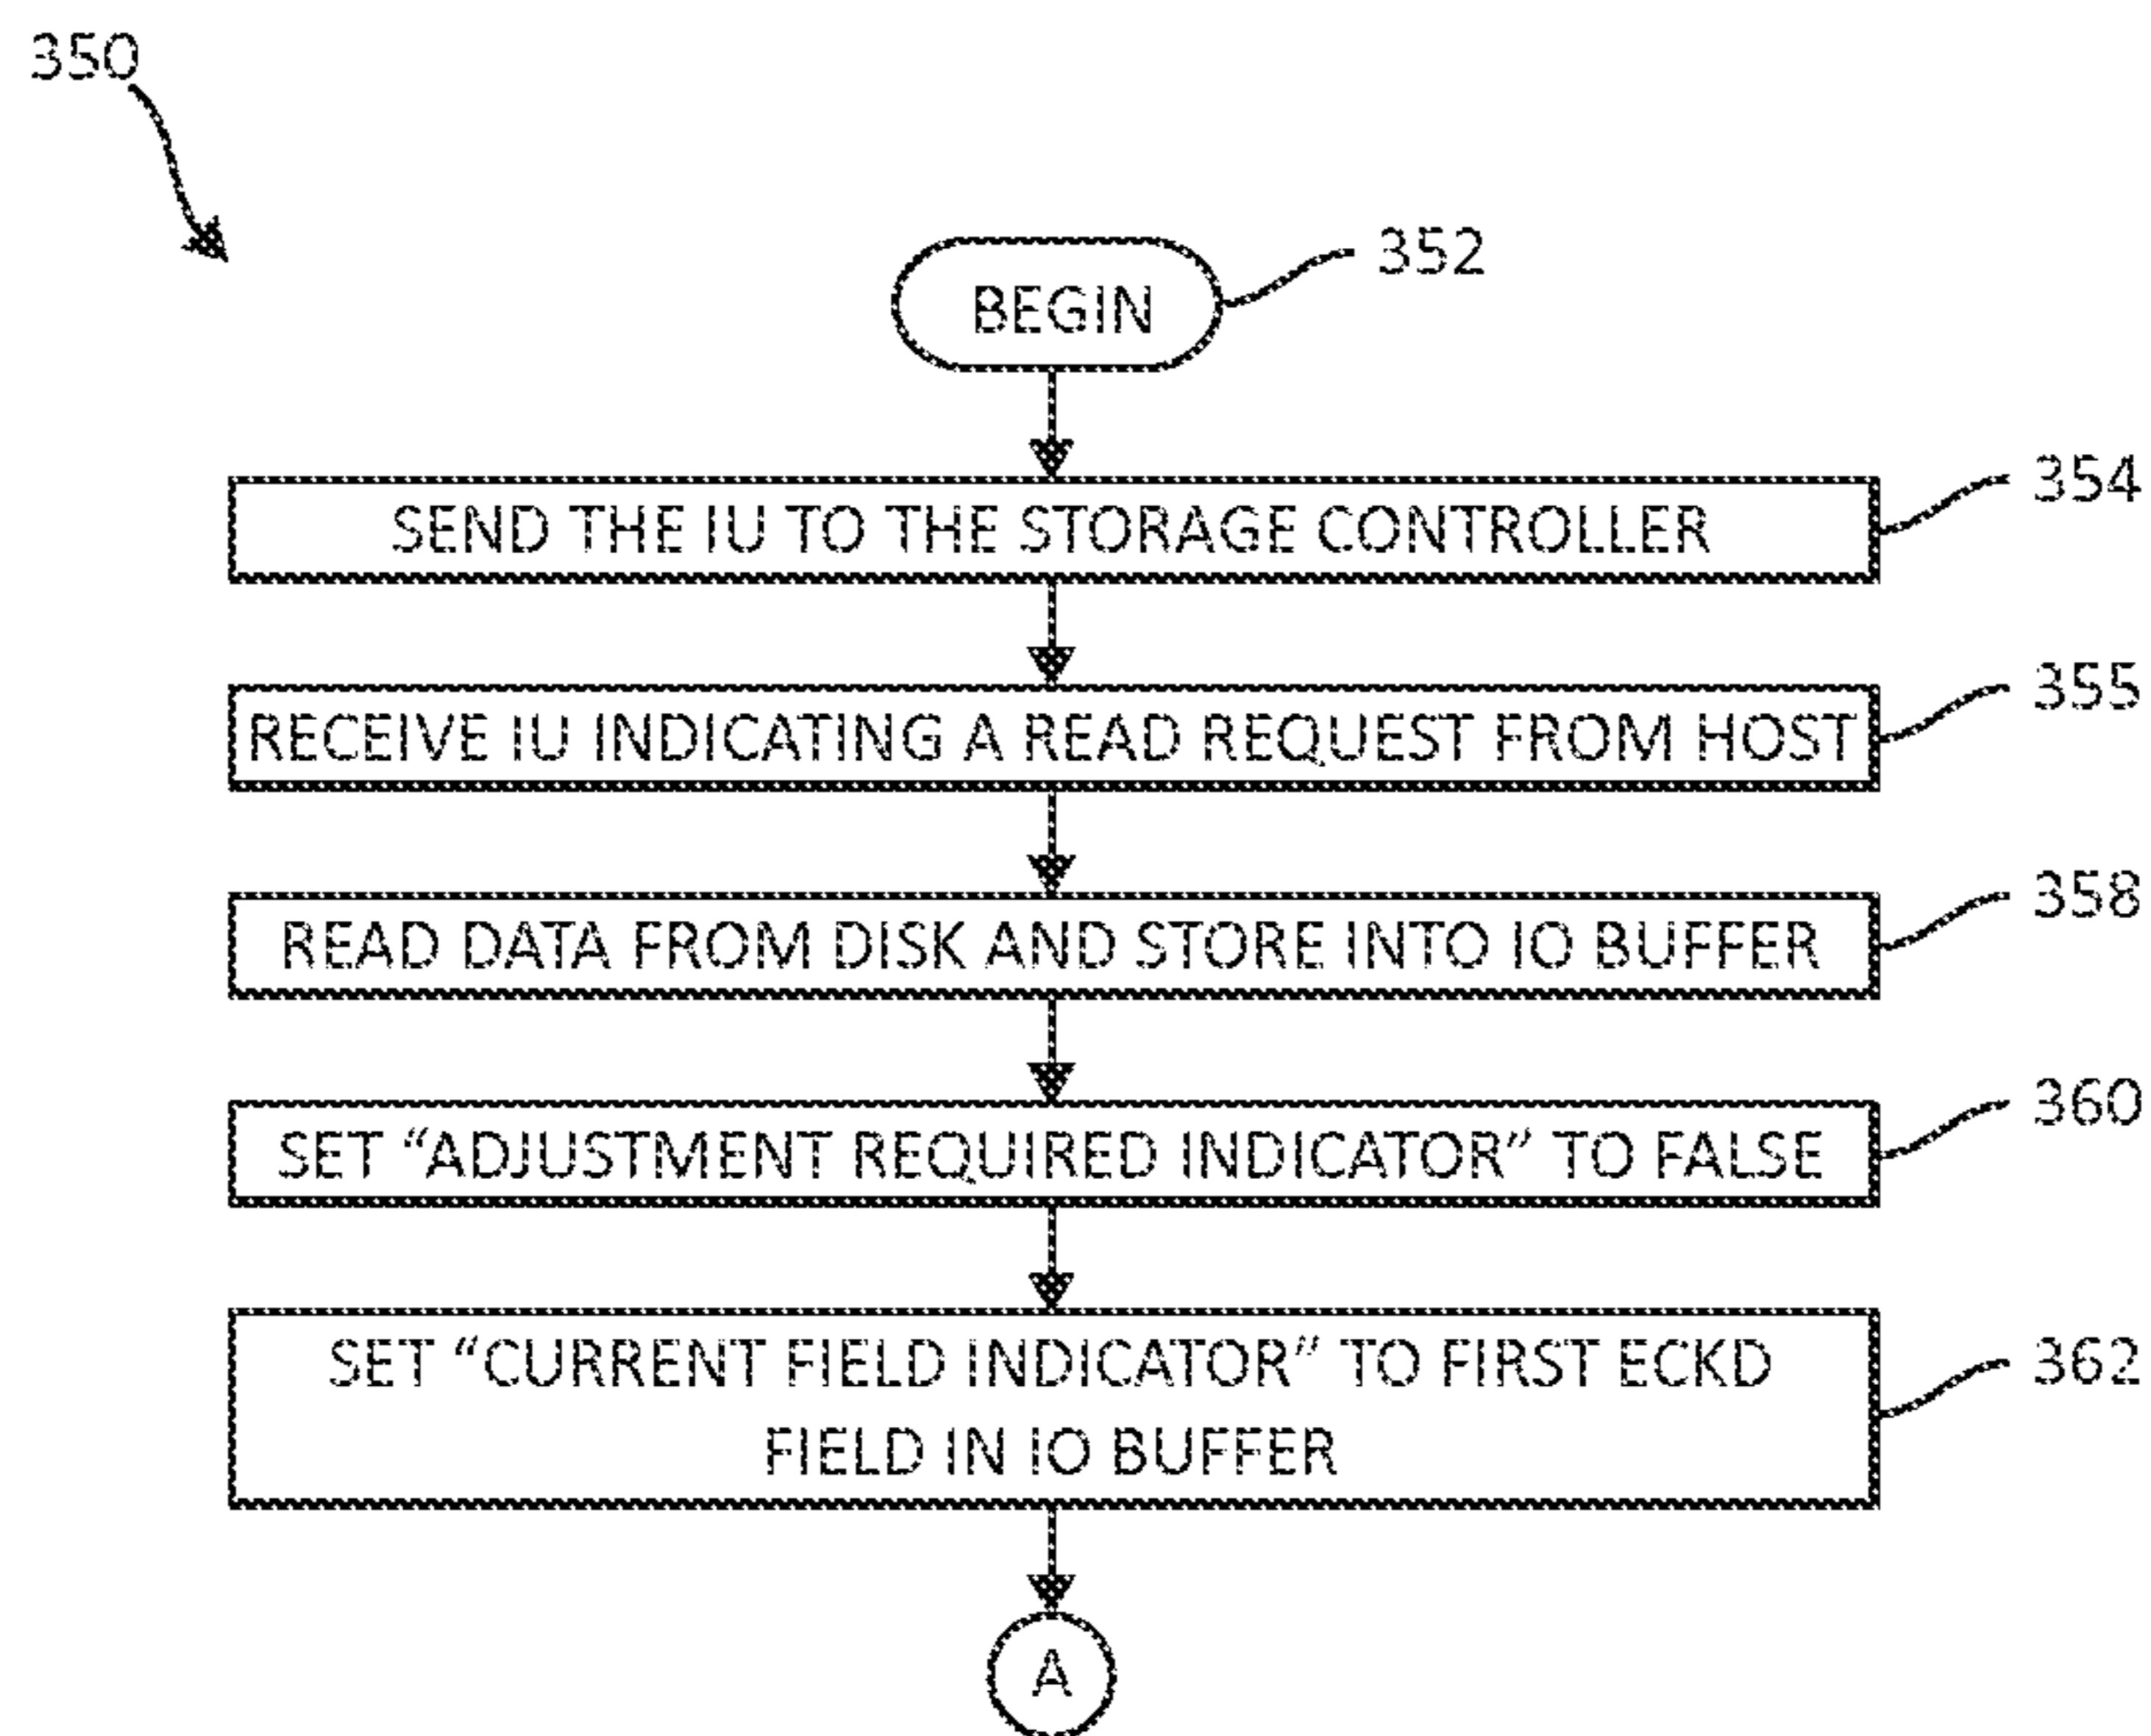 350
BEGIN
352
SEND THE IU TO THE STORAGE CONTROLLER
354
RECEIVE IU INDICATING A READ REQUEST FROM HOST
355
READ DATA FROM DISK AND STORE INTO IO BUFFER
358
SET “ADJUSTMENT REQUIRED INDICATOR” TO FALSE
360
SET “CURRENT FIELD INDICATOR” TO FIRST ECKD
FIELD IN IO BUFFER
362
A